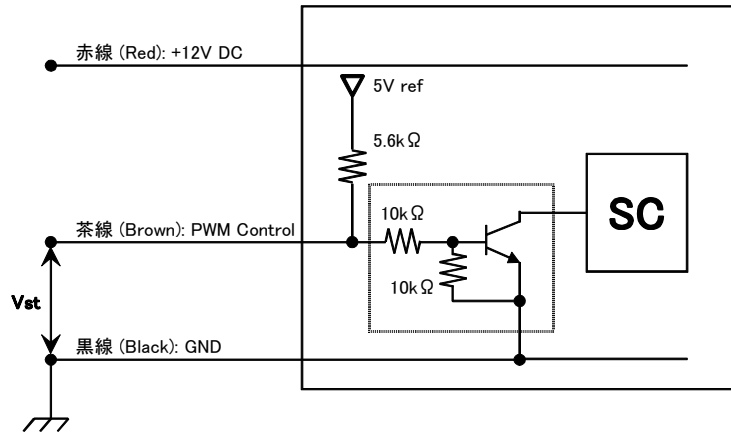 赤線 (Red): +12V DC
5V ref
5.6kΩ
茶線 (Brown): PWM Control
10kΩ
SC
10kΩ
Vst
黒線 (Black): GND